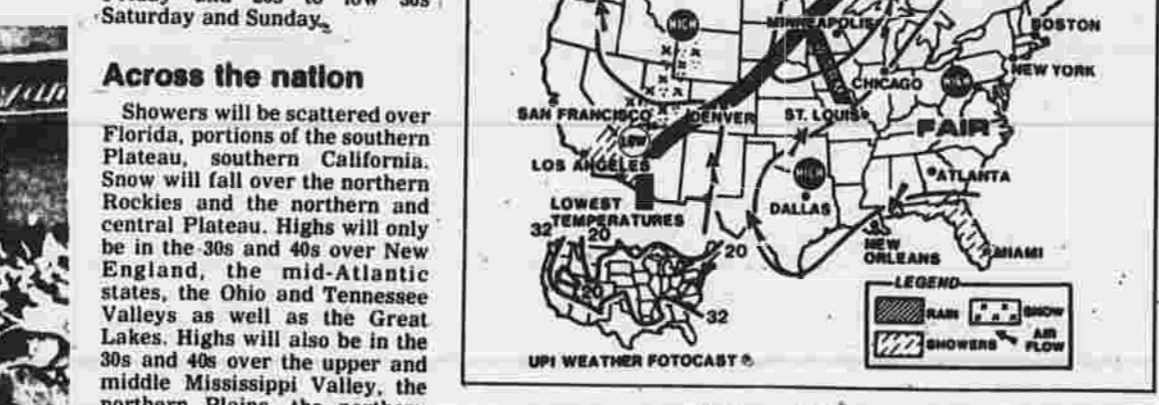 Saturday and Sunday.
Across the nation
Showers will be scattered over
Florida, portions of the southern
Plateau, southern California.
Snow will fall over the northern
Rockies and the northern and
central Plateau. Highs will only
be in the 30s and 40s over New
England, the mid-Atlantic
states, the Ohio and Tennessee
Valleys as well as the Great
Lakes. Highs will also be in the
30s and 40s over the upper and
middle Mississippi Valley, the
HIGH
MINNEAPOLIS
BOSTON
NEW YORK
CHICAGO
HIGH
SAN FRANCISCO
DENVER
ST. LOUIS
FAIR
LOW
LOS ANGELES
HIGH
ATLANTA
DALLAS
LOWEST
TEMPERATURES
32
20
20
20
32
NEW
ORLEANS
MIAMI
LEGEND
RAIN
SNOW
SHOWERS
AIR
FLOW
UPI WEATHER FOTOCAST ®